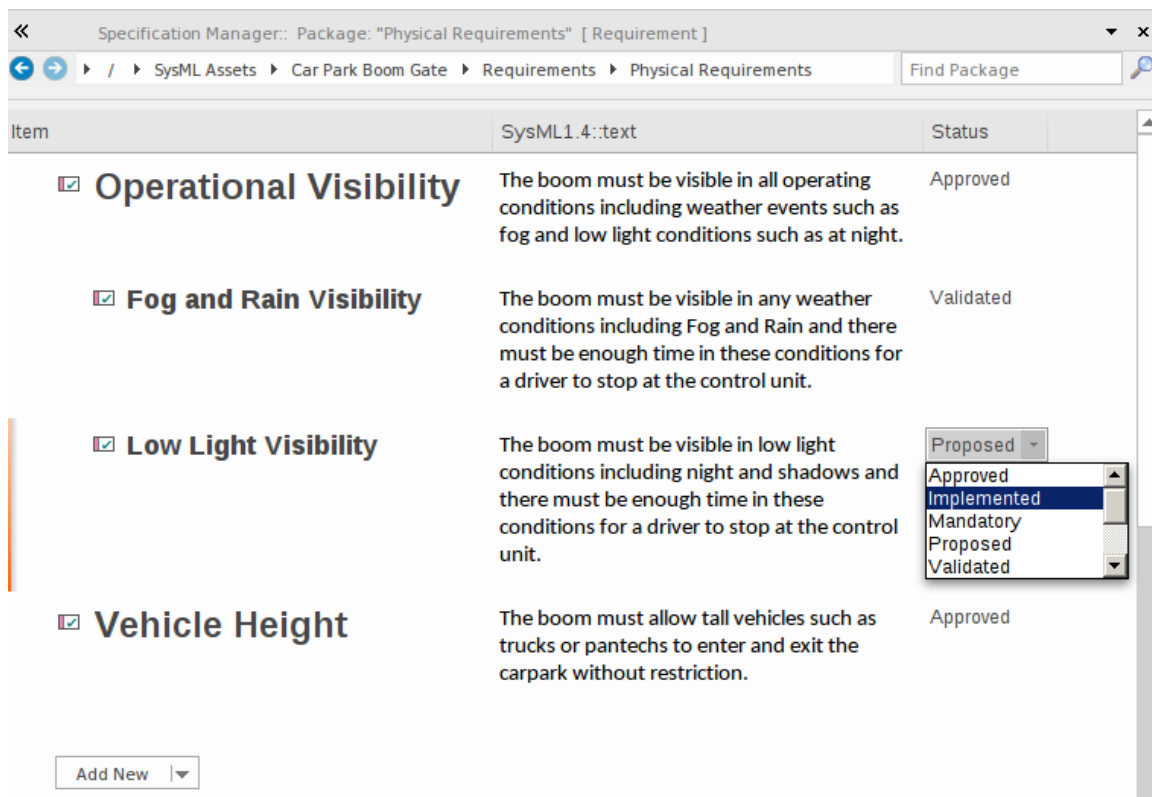 Specification Manager:: Package: "Physical Requirements" [ Requirement ]
/ SysML Assets Car Park Boom Gate Requirements Physical Requirements Find Package
Item SysML1.4::text Status
Operational Visibility
The boom must be visible in all operating
conditions including weather events such as
fog and low light conditions such as at night.
Approved
Fog and Rain Visibility
The boom must be visible in any weather
conditions including Fog and Rain and there
must be enough time in these conditions for
a driver to stop at the control unit.
Validated
Low Light Visibility
The boom must be visible in low light
conditions including night and shadows and
there must be enough time in these
conditions for a driver to stop at the control
unit.
Proposed
Approved
Implemented
Mandatory
Proposed
Validated
Vehicle Height
The boom must allow tall vehicles such as
trucks or pantechs to enter and exit the
carpark without restriction.
Approved
Add New